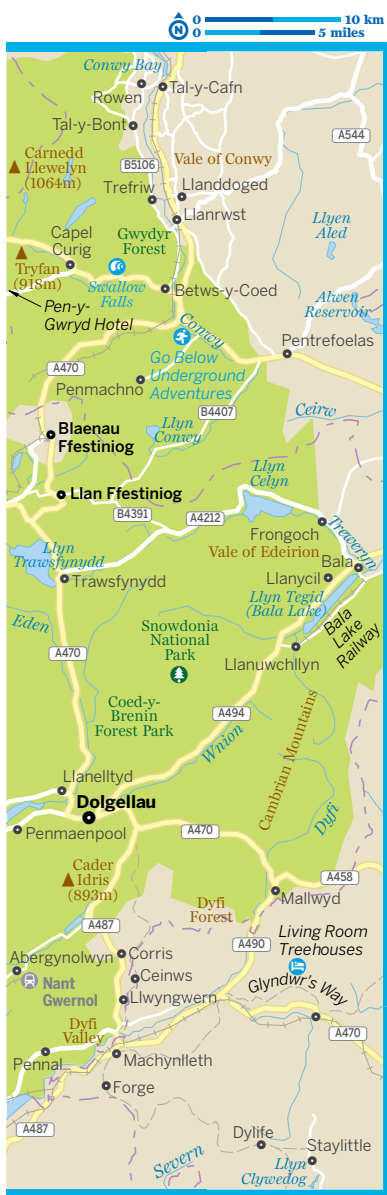 0 10 km
N 0 5 miles
Conwy Bay
Tal-y-Cafn
Rowen
Tal-y-Bont
A544
B5106
Carnedd
Llewelyn
(1064m)
Vale of Conwy
Trefriw
Llanddoged
Llanrwst
Llyen
Aled
Capel
Curig
Gwydyr
Forest
Tryfan
(918m)
Swallow
Falls
Betws-y-Coed
Alwen
Reservoir
Pen-y-
Gwryd Hotel
Conwy
Pentrefoelas
Go Below
Underground
Adventures
A470
Penmachno
B4407
Ceirw
Blaenau
Ffestiniog
Llyn
Conwy
Llyn
Celyn
Llan Ffestiniog
B4391
A4212
Frongoch
Treweryn
Llyn
Trawsfynydd
Vale of Edeirion
Bala
Llanycil
Trawsfynydd
Llyn Tegid
(Bala Lake)
Eden
Snowdonia
National
Park
Bala
Lake
Railway
A470
Llanuwchllyn
Coed-y-
Brenin
Forest Park
A494
Wnion
Cambrian Mountains
Llanelltyd
Dolgellau
Dyfi
Penmaenpool
A470
Cader
Idris
(893m)
A458
Mallwyd
Dyfi
Forest
A487
Living Room
Treehouses
A490
Abergynolwyn
Corris
Ceinws
Nant
Gwernol
Glyndwr's Way
Llwyngwern
Dyfi
Valley
A470
Pennal
Machynlleth
Forge
A487
Dylife
Staylittle
Severn
Llyn
Clywedog